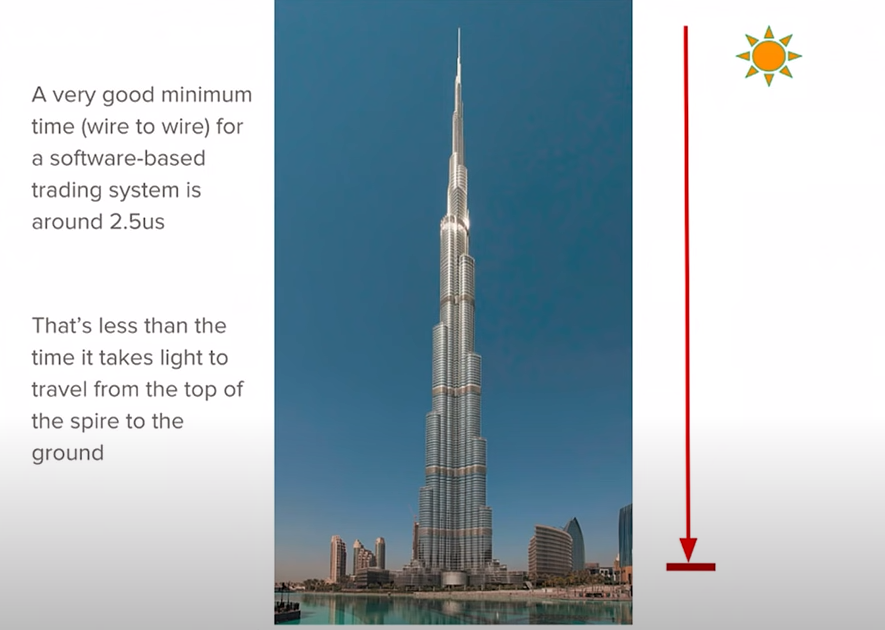 A very good minimum
time (wire to wire) for
a software-based
trading system is
around 2.5us
That's less than the
time it takes light to
travel from the top of
the spire to the
ground